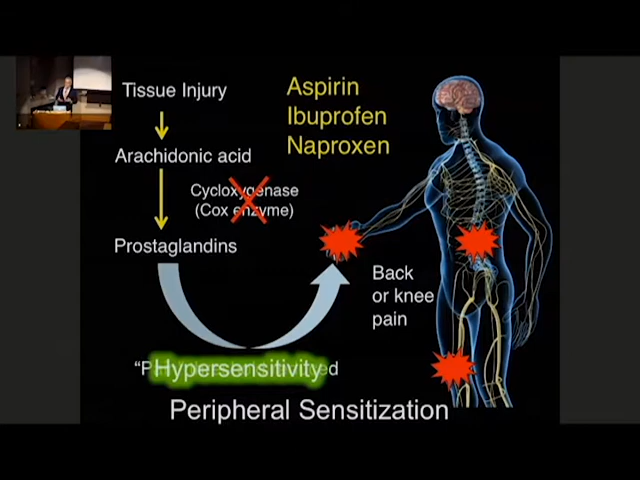 Tissue Injury
Arachidonic acid
Cycloxygenase
(Cox enzyme)
Prostaglandins
Aspirin
Ibuprofen
Naproxen
Back
or knee
pain
Hypersensitivity
Peripheral Sensitization